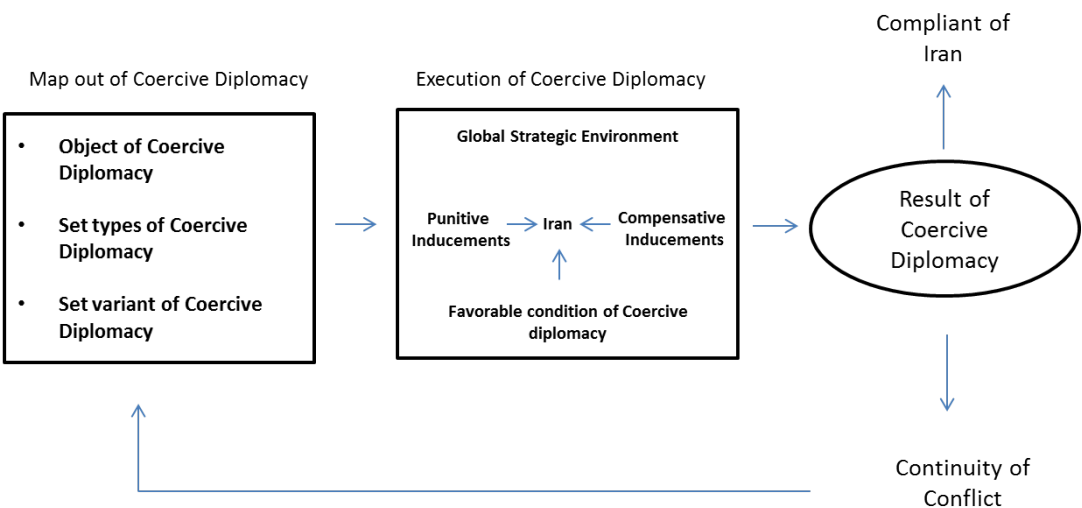 Map out of Coercive Diplomacy
• Object of Coercive
Diplomacy
• Set types of Coercive
Diplomacy
• Set variant of Coercive
Diplomacy
Execution of Coercive Diplomacy
Global Strategic Environment
Punitive
Inducements
Iran
Compensative
Inducements
Favorable condition of Coercive
diplomacy
Compliant of
Iran
Result of
Coercive
Diplomacy
Continuity of
Conflict